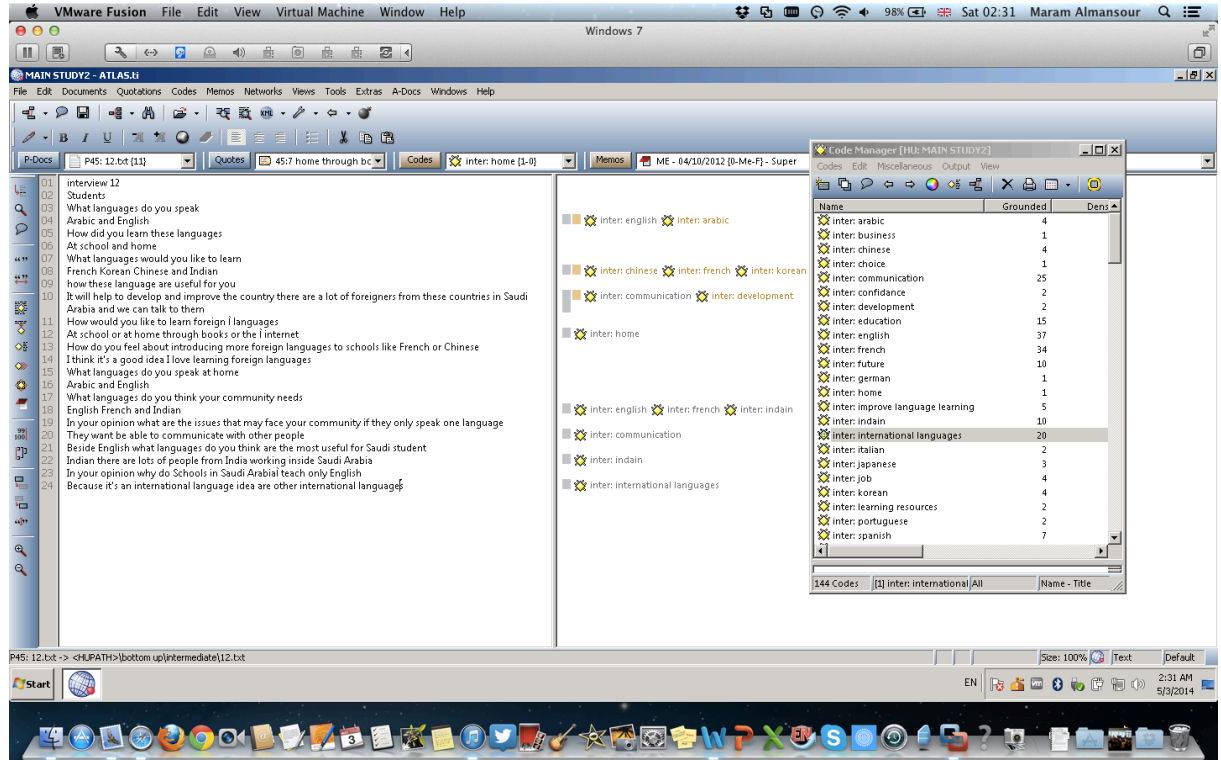 VMware Fusion File Edit View Virtual Machine Window Help 98% Sat 02:31 Maram Almansour
Windows 7
MAIN STUDY2 - ATLAS.ti
File Edit Documents Quotations Codes Memos Networks Views Tools Extras A-Docs Windows Help
B I U
P-Docs P45: 12.txt {11} Quotes 45:7 home through bc Codes inter: home {1-0} Memos ME - 04/10/2012 {0-Me-F} - Super
01 interview 12
02 Students
03 What languages do you speak
04 Arabic and English
05 How did you learn these languages
06 At school and home
07 What languages would you like to learn
08 French Korean Chinese and Indian
09 how these language are useful for you
10 It will help to develop and improve the country there are a lot of foreigners from these countries in Saudi
Arabia and we can talk to them
11 How would you like to learn foreign Î languages
12 At school or at home through books or the Î internet
13 How do you feel about introducing more foreign languages to schools like French or Chinese
14 I think it's a good idea I love learning foreign languages
15 What languages do you speak at home
16 Arabic and English
17 What languages do you think your community needs
18 English French and Indian
19 In your opinion what are the issues that may face your community if they only speak one language
20 They want be able to communicate with other people
21 Beside English what languages do you think are the most useful for Saudi student
22 Indian there are lots of people from India working inside Saudi Arabia
23 In your opinion why do Schools in Saudi ArabiaÎ teach only English
24 Because it's an international language idea are other international languages
inter: english inter: arabic
inter: chinese inter: french inter: korean
inter: communication inter: development
inter: home
inter: english inter: french inter: indain
inter: communication
inter: indain
inter: international languages
Code Manager [HU: MAIN STUDY2]
Codes Edit Miscellaneous Output View
Name Grounded Dens
inter: arabic 4
inter: business 1
inter: chinese 4
inter: choice 1
inter: communication 25
inter: confidance 2
inter: development 2
inter: education 15
inter: english 37
inter: french 34
inter: future 10
inter: german 1
inter: home 1
inter: improve language learning 5
inter: indain 10
inter: international languages 20
inter: italian 2
inter: japanese 3
inter: job 4
inter: korean 4
inter: learning resources 2
inter: portuguese 2
inter: spanish 7
144 Codes [1] inter: international All Name - Title
P45: 12.txt -> <HUPATH>\bottom up\intermediate\12.txt Size: 100% Text Default
Start EN 2:31 AM
5/3/2014